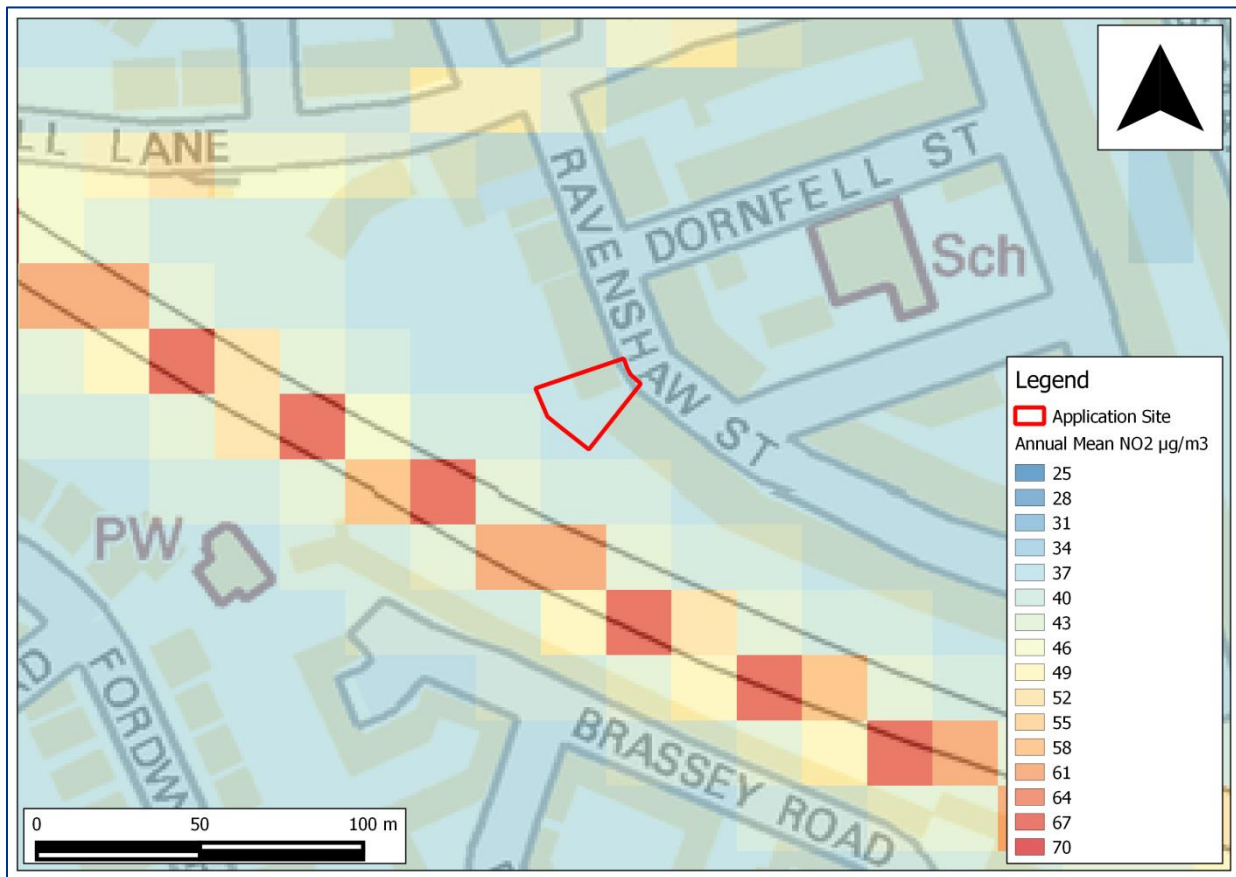 LL LANE
RAVENSHAW ST
DORNFELL ST
Sch
PW
FORDW
BRASSEY ROAD
Legend
Application Site
Annual Mean NO2 µg/m3
25
28
31
34
37
40
43
46
49
52
55
58
61
64
67
70
0 50 100 m